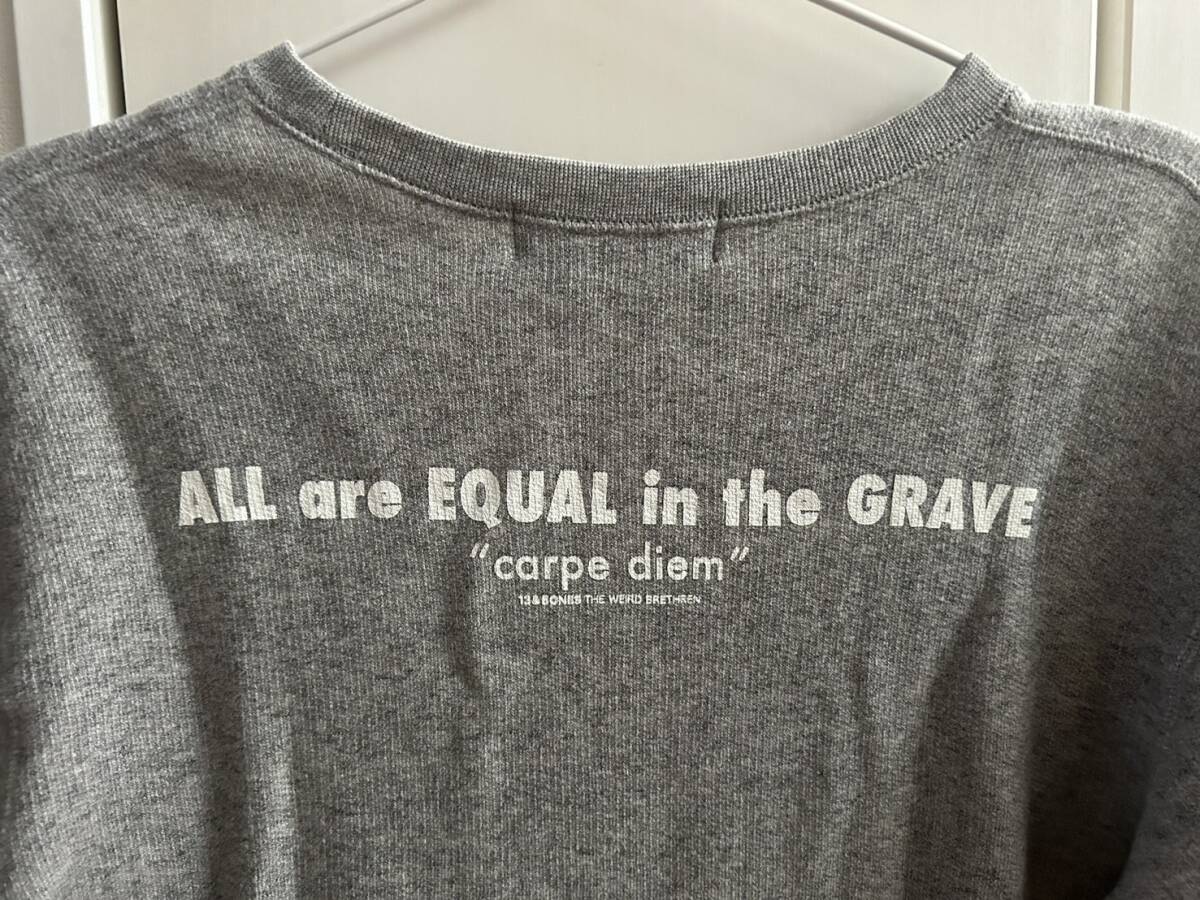 ALL are EQUAL in the GRAVE
"carpe diem"
13&BONES THE WEIRD BRETHREN